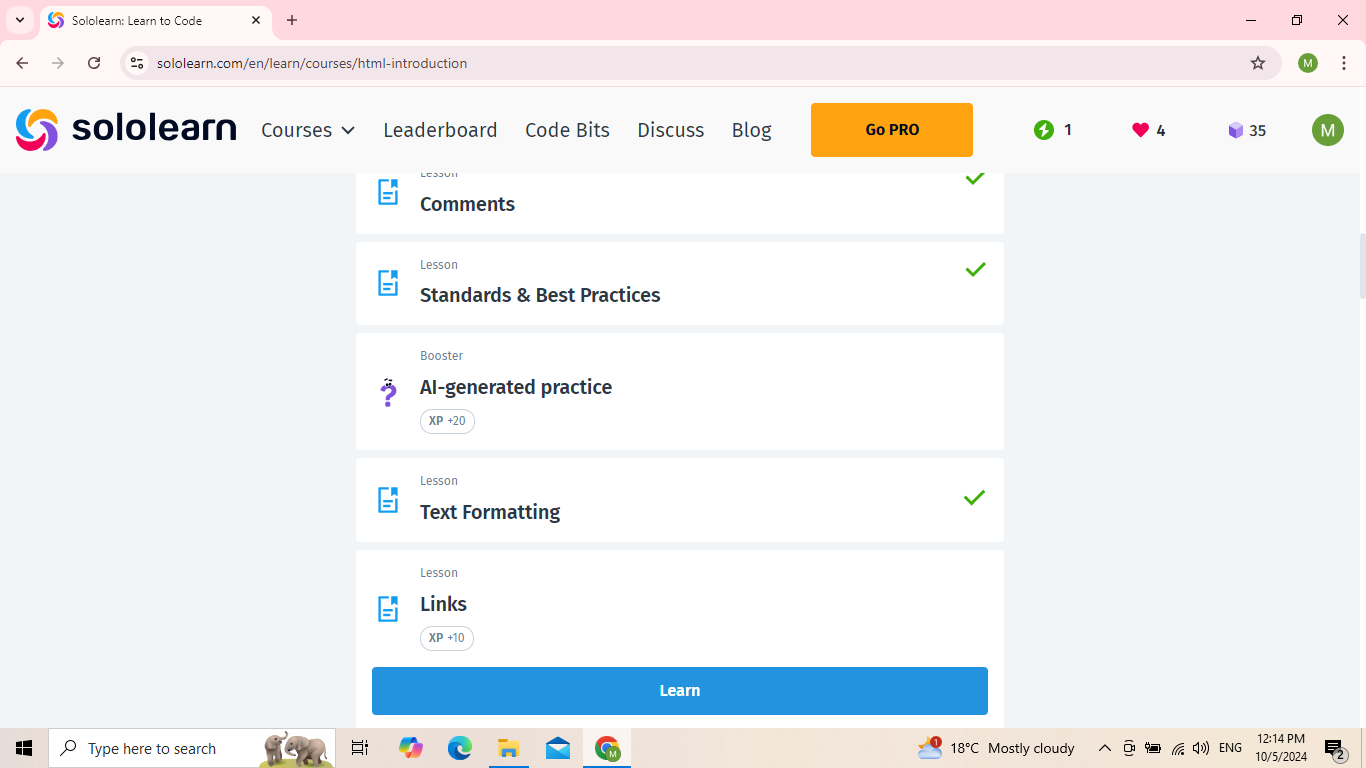 Sololearn: Learn to Code
sololearn.com/en/learn/courses/html-introduction
M
sololearn
Courses
Leaderboard
Code Bits
Discuss
Blog
Go PRO
1
4
35
M
Lesson
Comments
Lesson
Standards & Best Practices
Booster
AI-generated practice
XP +20
Lesson
Text Formatting
Lesson
Links
XP +10
Learn
Type here to search
M
1
18°C Mostly cloudy
ENG
12:14 PM
10/5/2024
2